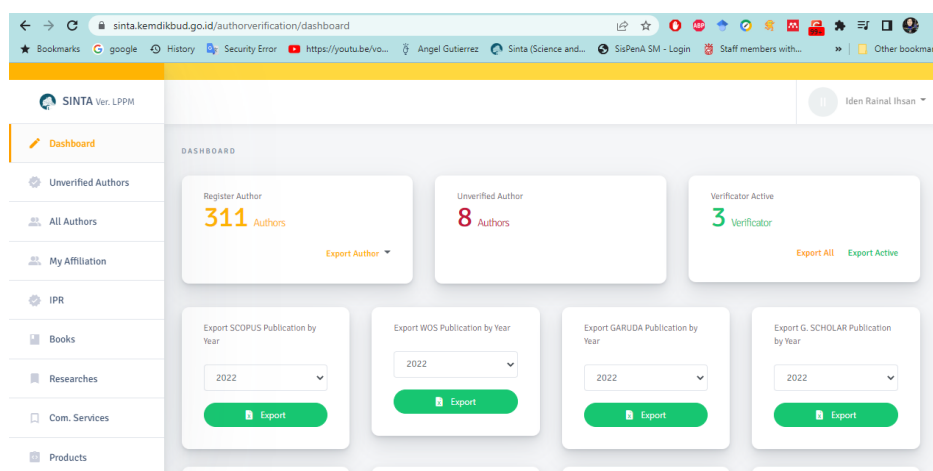 sinta.kemdikbud.go.id/authorverification/dashboard
Bookmarks google History Security Error https://youtu.be/vo... Angel Gutierrez Sinta (Science and... SisPenA SM - Login Staff members with... » Other bookmar
SINTA Ver. LPPM
Iden Rainal Ihsan
Dashboard
Unverified Authors
All Authors
My Affiliation
IPR
Books
Researches
Com. Services
Products
DASHBOARD
Register Author
311 Authors
Export Author
Unverified Author
8 Authors
Verificator Active
3 Verificator
Export All Export Active
Export SCOPUS Publication by
Year
2022
Export
Export WOS Publication by Year
2022
Export
Export GARUDA Publication by
Year
2022
Export
Export G. SCHOLAR Publication
by Year
2022
Export